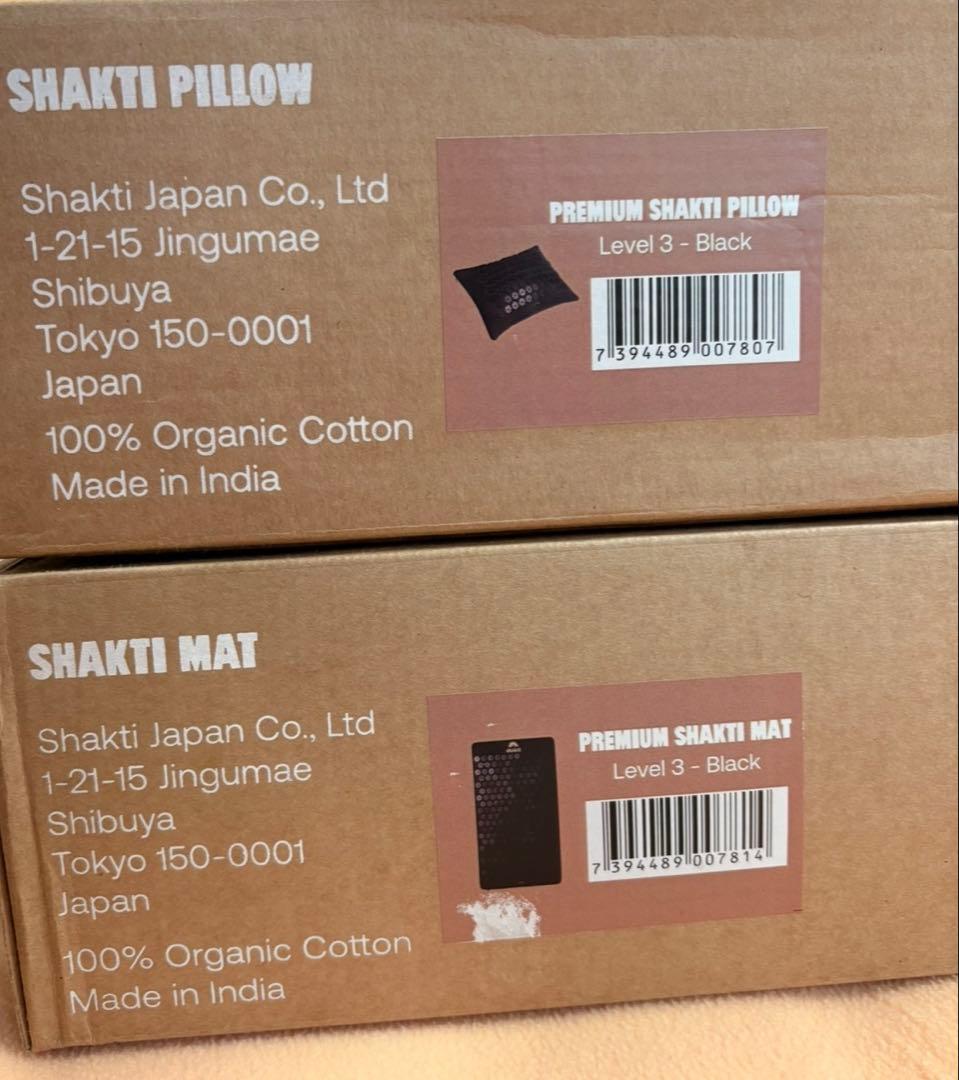 SHAKTI PILLOW
Shakti Japan Co., Ltd
1-21-15 Jingumae
Shibuya
Tokyo 150-0001
Japan
100% Organic Cotton
Made in India
PREMIUM SHAKTI PILLOW
Level 3 - Black
7 394489 007807
SHAKTI MAT
Shakti Japan Co., Ltd
1-21-15 Jingumae
Shibuya
Tokyo 150-0001
Japan
100% Organic Cotton
Made in India
PREMIUM SHAKTI MAT
Level 3 - Black
7 394489 007814